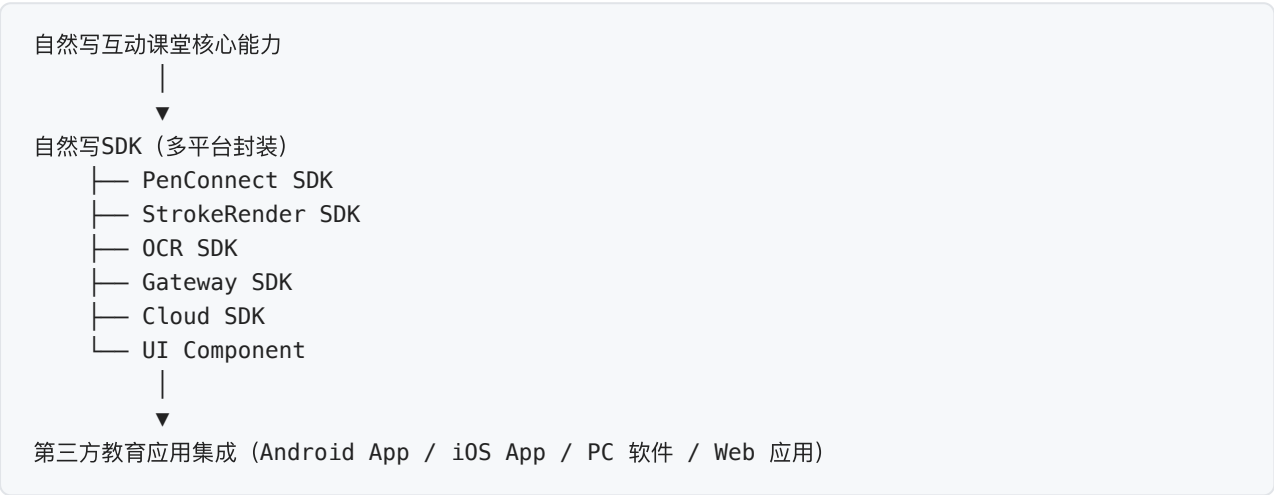 自然写互动课堂核心能力
│
▼
自然写SDK（多平台封装）
├── PenConnect SDK
├── StrokeRender SDK
├── OCR SDK
├── Gateway SDK
├── Cloud SDK
└── UI Component
│
▼
第三方教育应用集成（Android App / iOS App / PC 软件 / Web 应用）